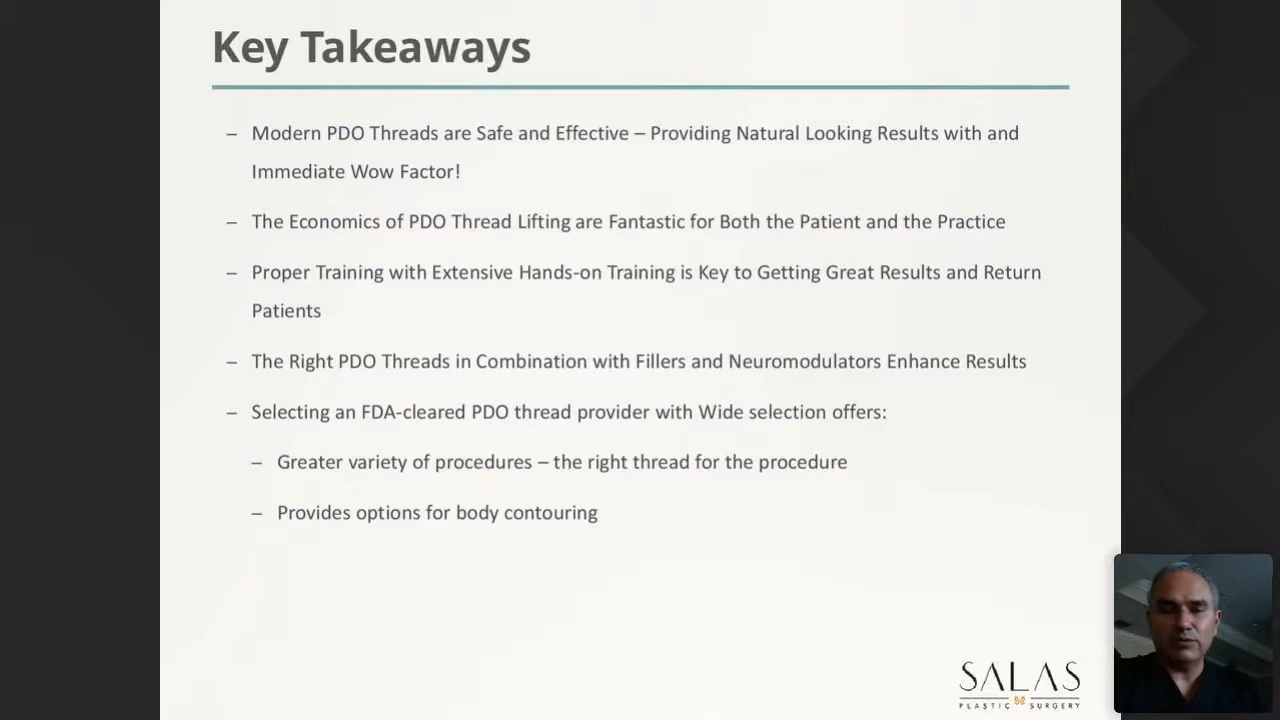 Key Takeaways
– Modern PDO Threads are Safe and Effective – Providing Natural Looking Results with and
Immediate Wow Factor!
– The Economics of PDO Thread Lifting are Fantastic for Both the Patient and the Practice
– Proper Training with Extensive Hands-on Training is Key to Getting Great Results and Return
Patients
– The Right PDO Threads in Combination with Fillers and Neuromodulators Enhance Results
– Selecting an FDA-cleared PDO thread provider with Wide selection offers:
– Greater variety of procedures – the right thread for the procedure
– Provides options for body contouring
SALAS
PLASTIC SURGERY